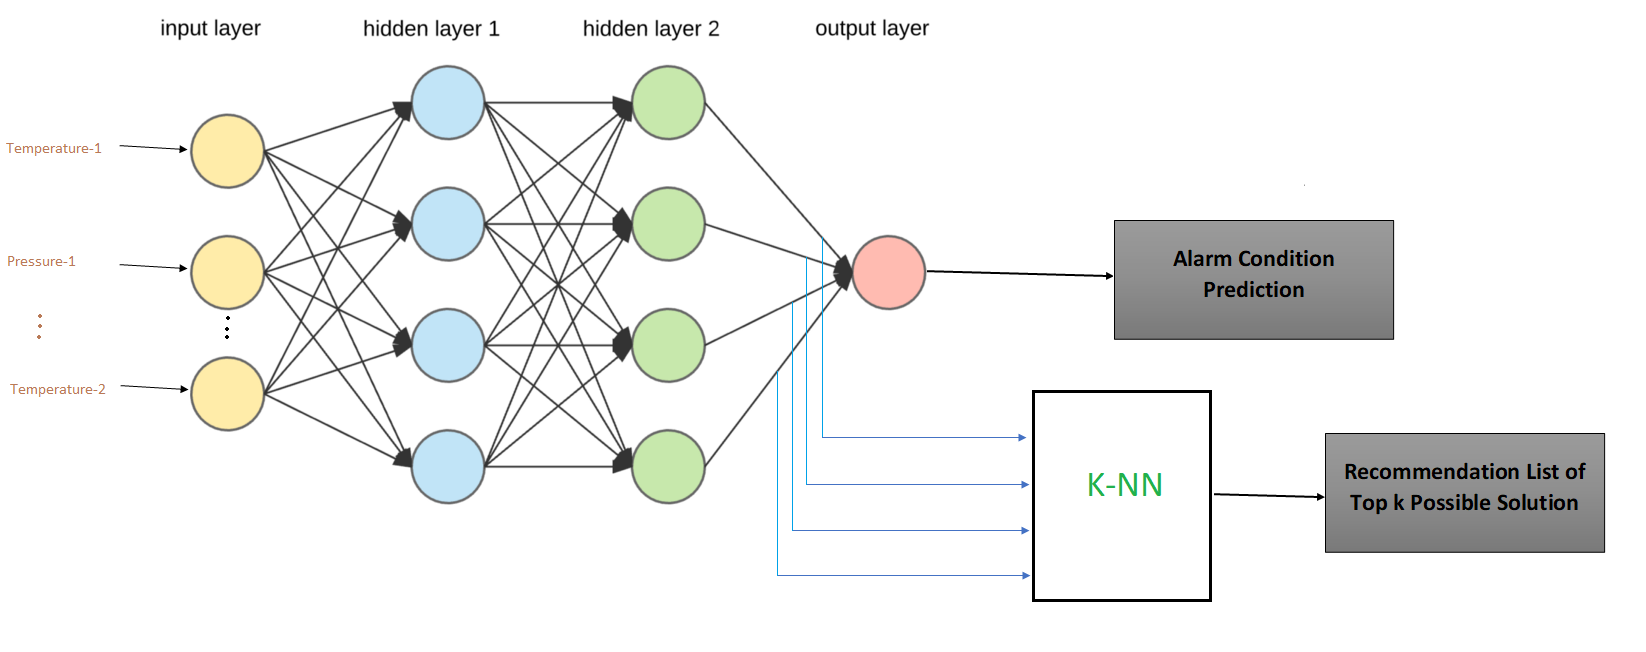 input layer
hidden layer 1
hidden layer 2
output layer
Temperature-1
Pressure-1
Temperature-2
Alarm Condition
Prediction
K-NN
Recommendation List of
Top k Possible Solution